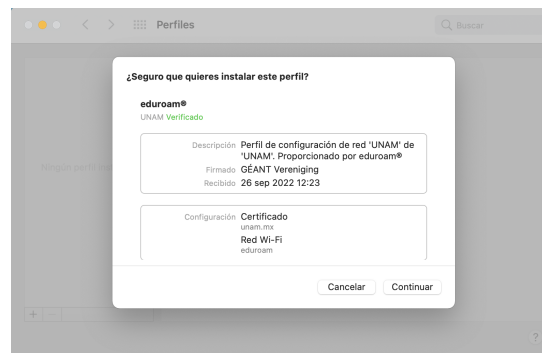 Perfiles
Buscar
¿Seguro que quieres instalar este perfil?
eduroam®
UNAM Verificado
Descripción Perfil de configuración de red 'UNAM' de
'UNAM'. Proporcionado por eduroam®
Firmado GÉANT Vereniging
Recibido 26 sep 2022 12:23
Configuración Certificado
unam.mx
Red Wi-Fi
eduroam
Ningún perfil
Cancelar Continuar
+ −
?